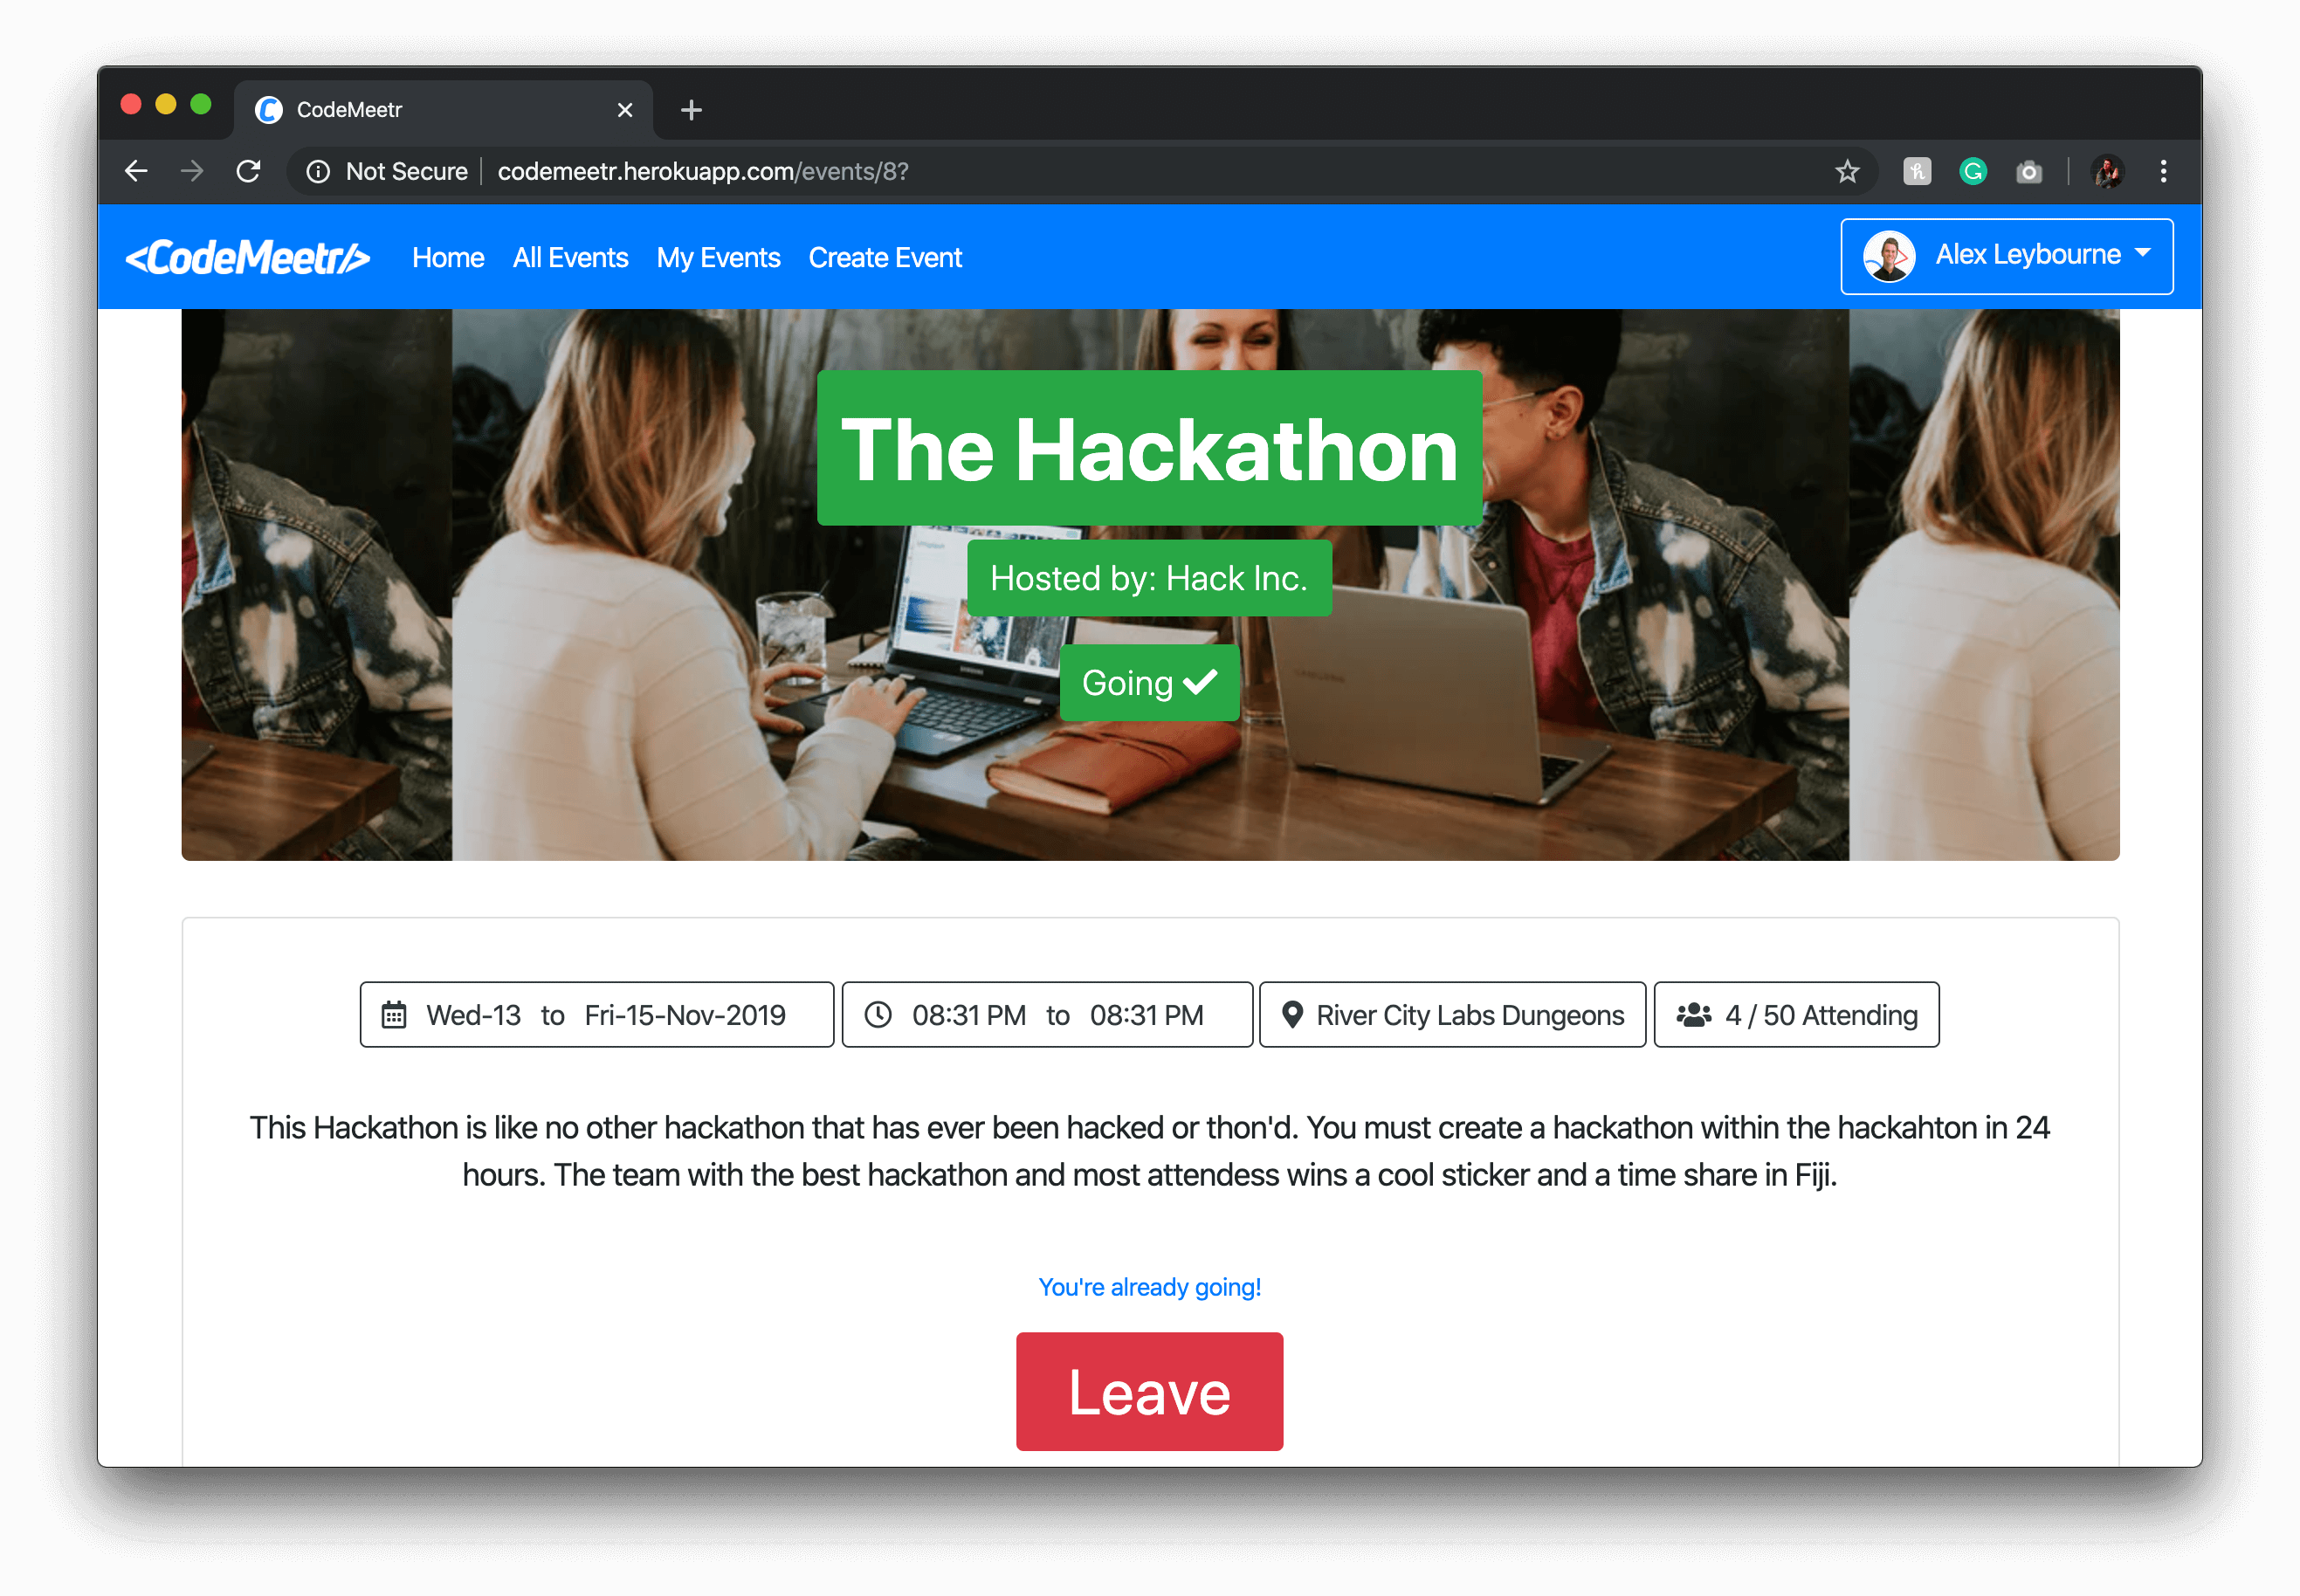 CodeMeetr
Not Secure codemeetr.herokuapp.com/events/8?
<CodeMeetr/> Home All Events My Events Create Event Alex Leybourne
The Hackathon
Hosted by: Hack Inc.
Going
Wed-13 to Fri-15-Nov-2019 08:31 PM to 08:31 PM River City Labs Dungeons 4 / 50 Attending
This Hackathon is like no other hackathon that has ever been hacked or thon'd. You must create a hackathon within the hackahton in 24
hours. The team with the best hackathon and most attendess wins a cool sticker and a time share in Fiji.
You're already going!
Leave